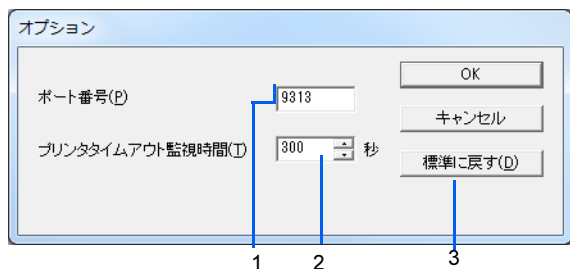 オプション
ポート番号(P)
9313
OK
キャンセル
プリンタタイムアウト監視時間(T)
300
秒
標準に戻す(D)
1
2
3